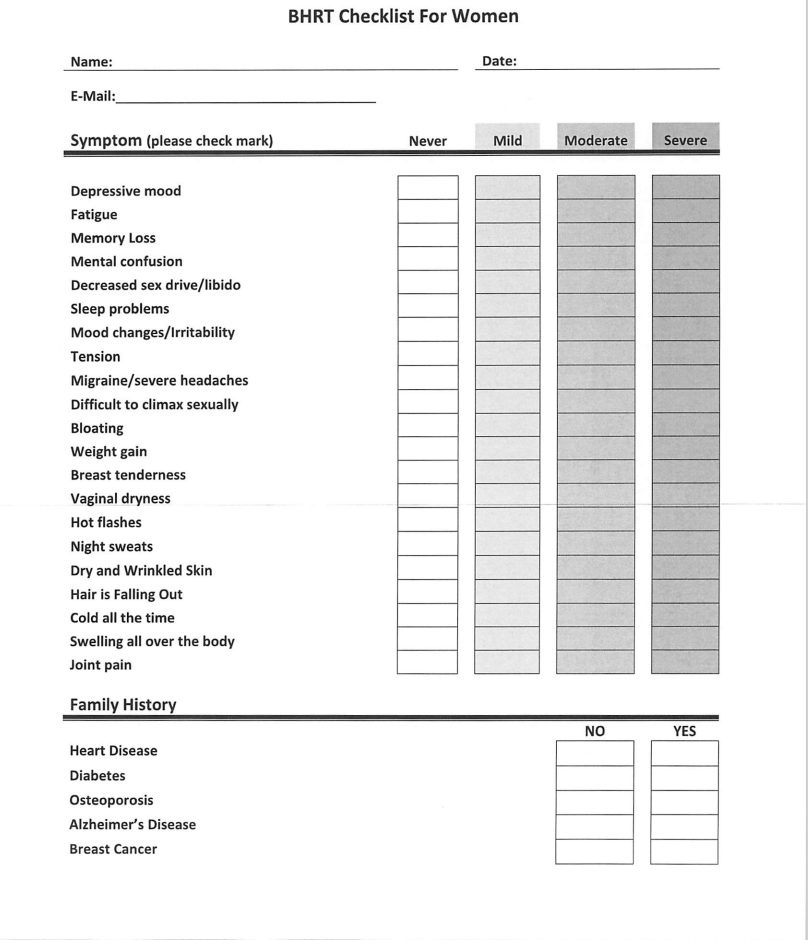 BHRT Checklist For Women
Name: Date:
E-Mail:
Symptom (please check mark) Never Mild Moderate Severe
Depressive mood
Fatigue
Memory Loss
Mental confusion
Decreased sex drive/libido
Sleep problems
Mood changes/Irritability
Tension
Migraine/severe headaches
Difficult to climax sexually
Bloating
Weight gain
Breast tenderness
Vaginal dryness
Hot flashes
Night sweats
Dry and Wrinkled Skin
Hair is Falling Out
Cold all the time
Swelling all over the body
Joint pain
Family History
NO YES
Heart Disease
Diabetes
Osteoporosis
Alzheimer's Disease
Breast Cancer